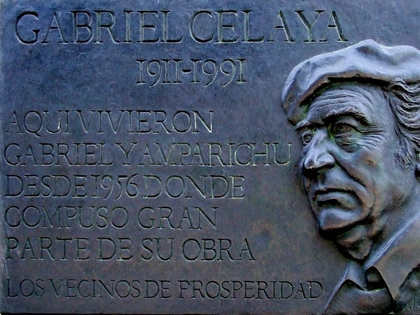 GABRIEL CELAYA
1911-1991
AQUI VIVIERON
GABRIEL Y AMPARICHU
DESDE 1956 DONDE
COMPUSO GRAN
PARTE DE SU OBRA
LOS VECINOS DE PROSPERIDAD